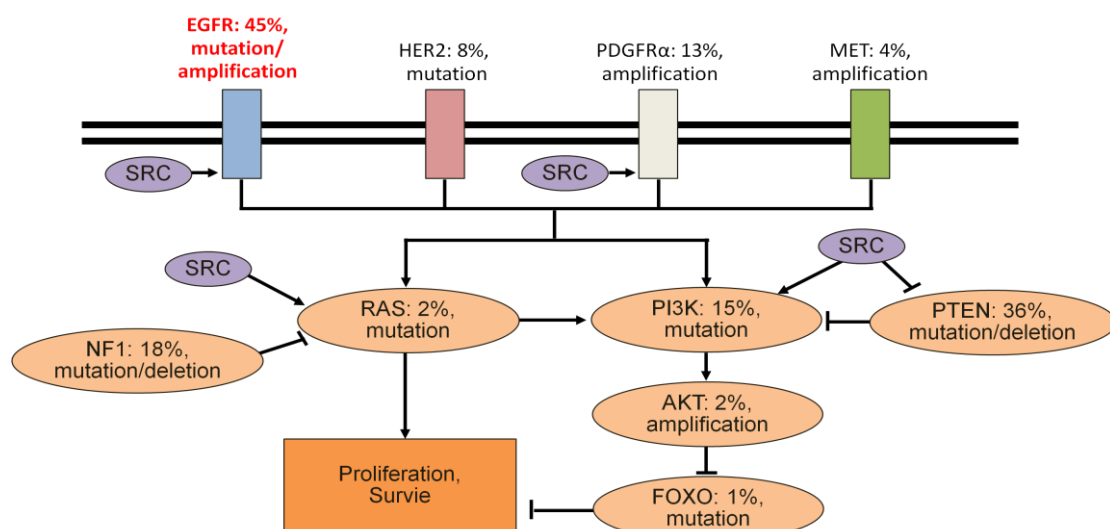 EGFR: 45%,
mutation/
amplification
HER2: 8%,
mutation
PDGFRα: 13%,
amplification
MET: 4%,
amplification
SRC
SRC
SRC
SRC
RAS: 2%,
mutation
PI3K: 15%,
mutation
PTEN: 36%,
mutation/deletion
NF1: 18%,
mutation/deletion
AKT: 2%,
amplification
Proliferation,
Survie
FOXO: 1%,
mutation